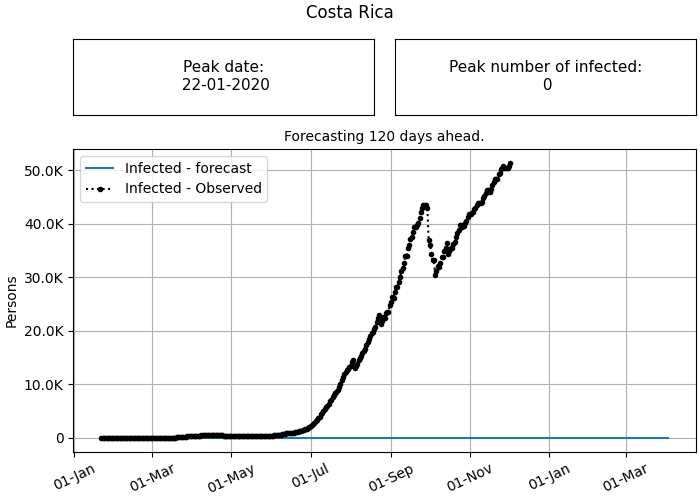 Costa Rica
Peak date:
22-01-2020
Peak number of infected:
0
Forecasting 120 days ahead.
Infected - forecast
Infected - Observed
50.0K
40.0K
30.0K
20.0K
10.0K
0
Persons
01-Jan
01-Mar
01-May
01-Jul
01-Sep
01-Nov
01-Jan
01-Mar